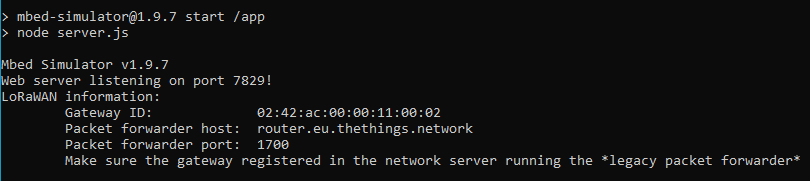 > mbed-simulator@1.9.7 start /app
> node server.js
Mbed Simulator v1.9.7
Web server listening on port 7829!
LoRaWAN information:
Gateway ID: 02:42:ac:00:00:11:00:02
Packet forwarder host: router.eu.thethings.network
Packet forwarder port: 1700
Make sure the gateway registered in the network server running the *legacy packet forwarder*